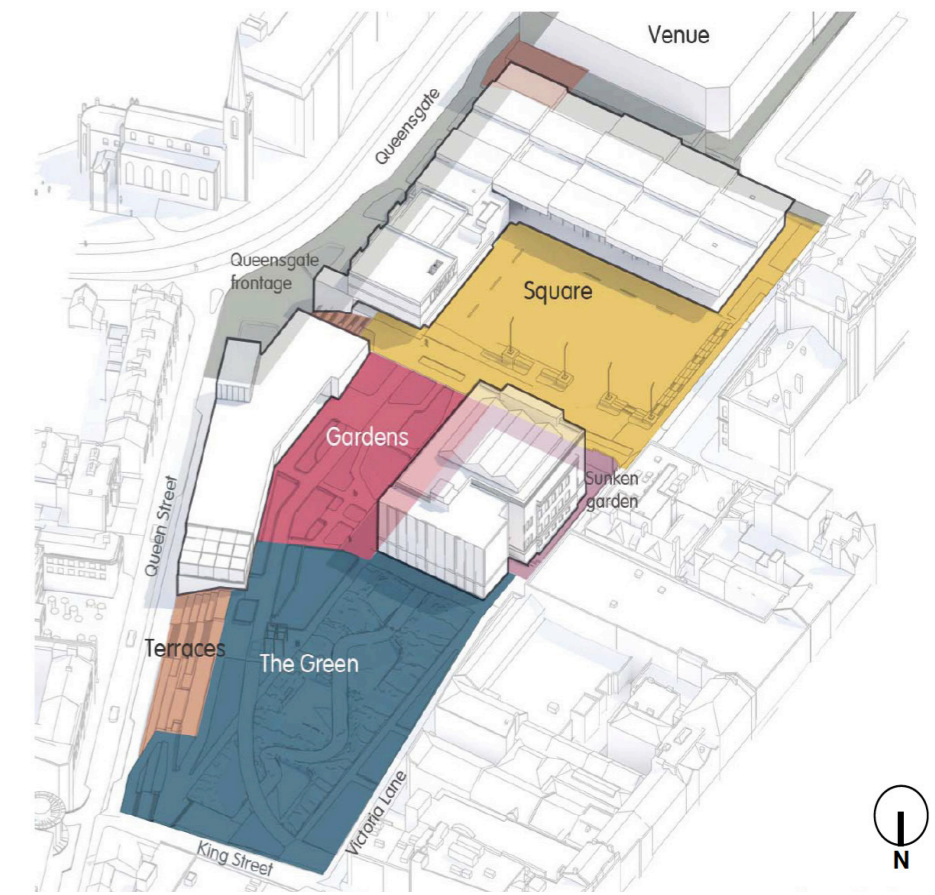 Venue
Queensgate
Queensgate
frontage
Square
Gardens
Sunken
garden
Queen Street
Terraces
The Green
Victoria Lane
King Street
N